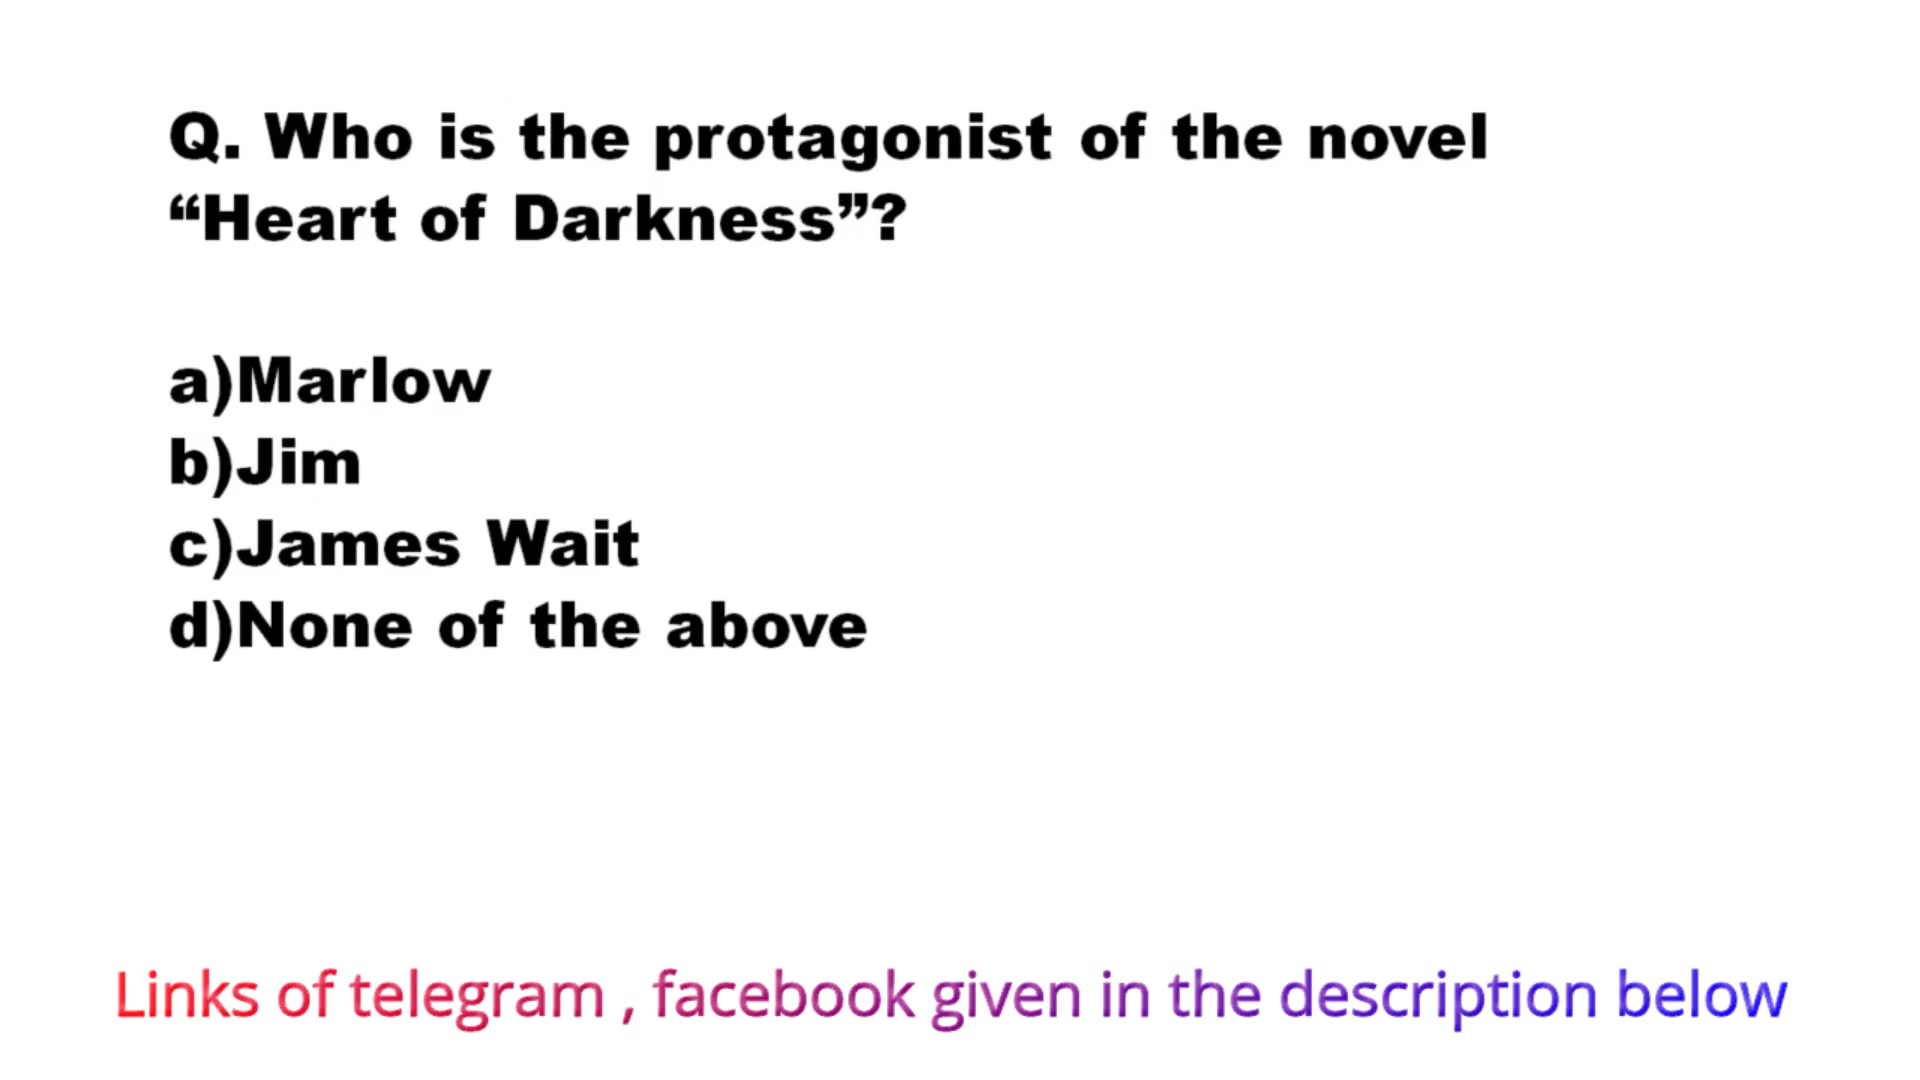 Q. Who is the protagonist of the novel
“Heart of Darkness”?
a)Marlow
b)Jim
c)James Wait
d)None of the above
Links of telegram , facebook given in the description below